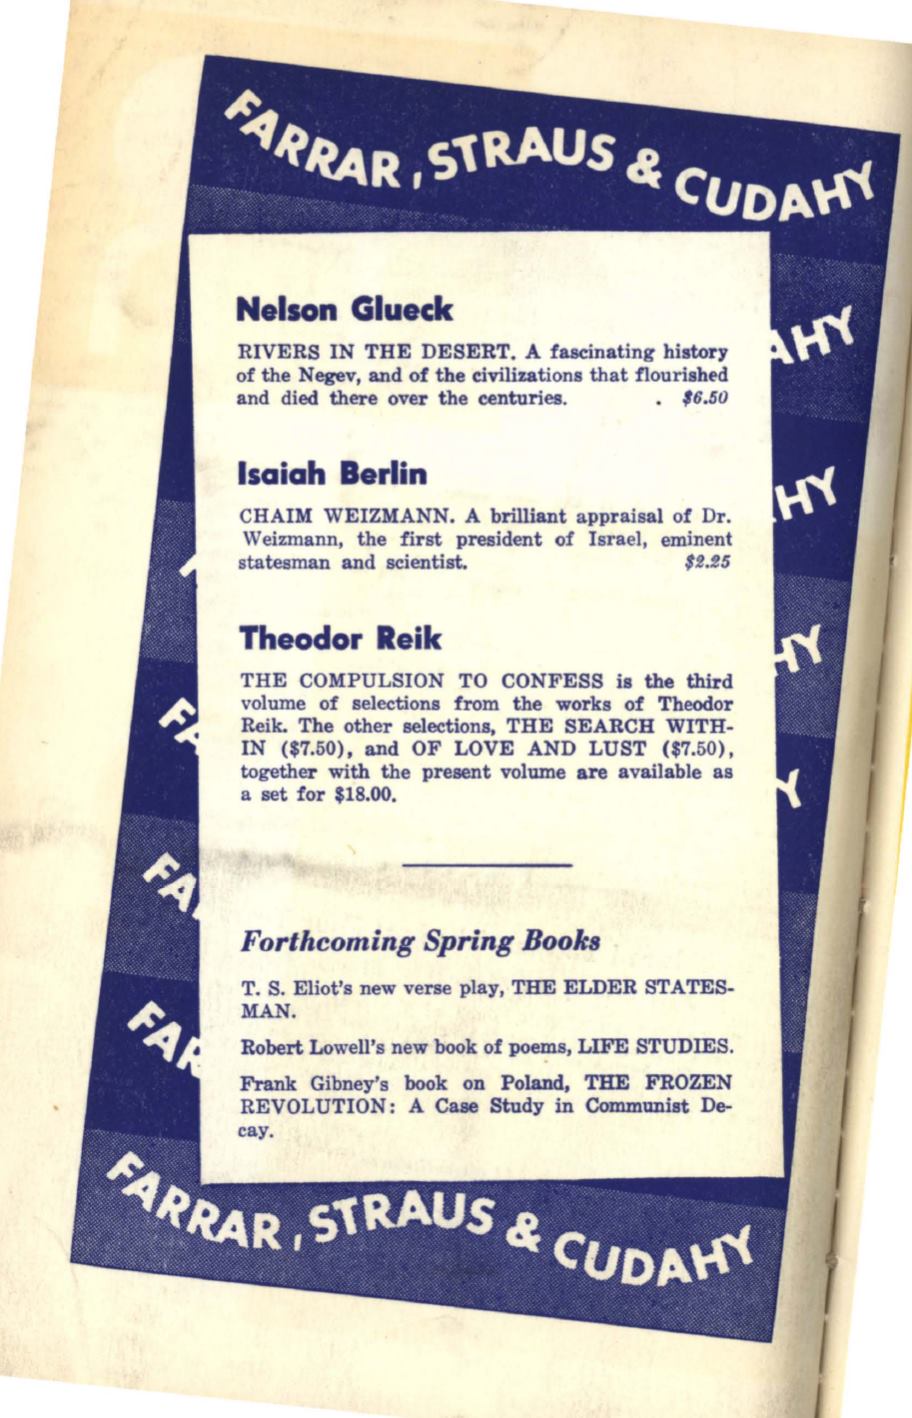 FARRAR, STRAUS & CUDAHY
Nelson Glueck
RIVERS IN THE DESERT. A fascinating history
of the Negev, and of the civilizations that flourished
and died there over the centuries. . $6.50
Isaiah Berlin
CHAIM WEIZMANN. A brilliant appraisal of Dr.
Weizmann, the first president of Israel, eminent
statesman and scientist. $2.25
Theodor Reik
THE COMPULSION TO CONFESS is the third
volume of selections from the works of Theodor
Reik. The other selections, THE SEARCH WITH-
IN ($7.50), and OF LOVE AND LUST ($7.50),
together with the present volume are available as
a set for $18.00.
Forthcoming Spring Books
T. S. Eliot's new verse play, THE ELDER STATES-
MAN.
Robert Lowell's new book of poems, LIFE STUDIES.
Frank Gibney's book on Poland, THE FROZEN
REVOLUTION: A Case Study in Communist De-
cay.
AHY
HY
HY
Y
FA
FA
FAR
FARRAR, STRAUS & CUDAHY